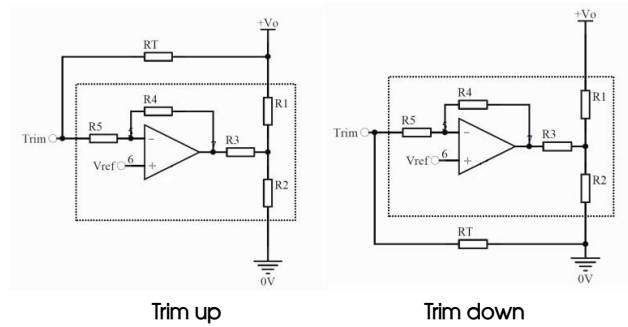 +Vo
RT
R4
R1
R5
Trim
5
7
R3
Vref
6
R2
0V
Trim up
+Vo
R4
R1
R5
Trim
5
7
R3
Vref
6
R2
RT
0V
Trim down